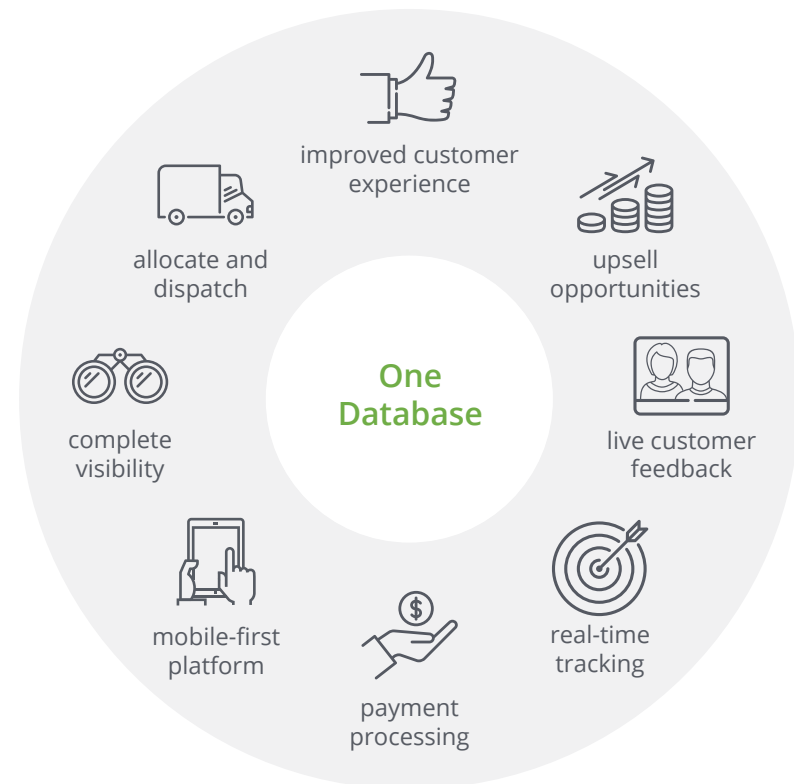 improved customer
experience
upsell
opportunities
live customer
feedback
real-time
tracking
$
payment
processing
mobile-first
platform
complete
visibility
allocate and
dispatch
One
Database